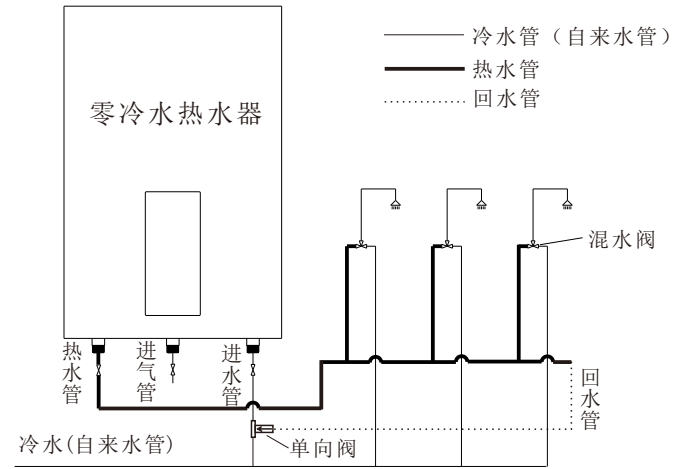 冷水管（自来水管）
热水管
回水管
零冷水热水器
混水阀
热水管
进气管
进水管
回水管
单向阀
冷水(自来水管)